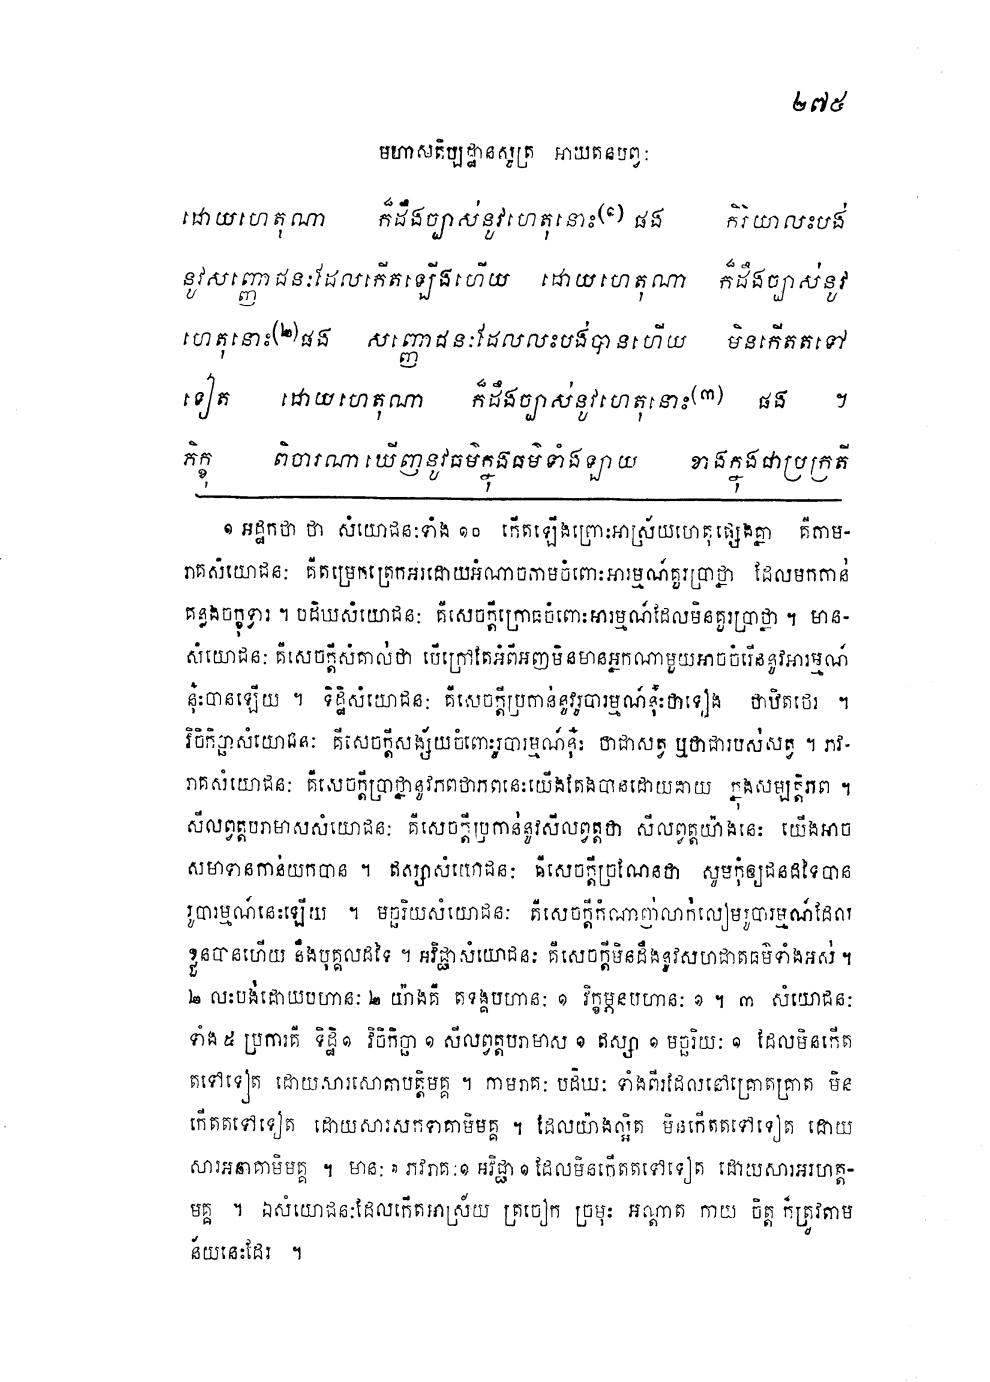 ២៧៥
មហាសតិប្បដ្ឋានសូត្រ អាយតនបព្វៈ
ដោយហេតុណា ក៏ដឹងច្បាស់នូវហេតុនោះ(១) ផង កិរិយាលះបង់
នូវសញ្ញោជនៈដែលកើតឡើងហើយ ដោយហេតុណា ក៏ដឹងច្បាស់នូវ
ហេតុនោះ(២)ផង សញ្ញោជនៈដែលលះបង់បានហើយ មិនកើតតទៅ
ទៀត ដោយហេតុណា ក៏ដឹងច្បាស់នូវហេតុនោះ(៣) ផង ។
ភិក្ខុ ពិចារណាឃើញនូវធម៌ក្នុងធម៌ទាំងឡាយ ខាងក្នុងជាប្រក្រតី
១ អដ្ឋកថា ថា សំយោជនៈទាំង ១០ កើតឡើងព្រោះអាស្រ័យហេតុផ្សេងគ្នា គឺកាម-
រាគសំយោជនៈ គឺតម្រេកត្រេកអរដោយអំណាចកាមចំពោះអារម្មណ៍គួរប្រាថ្នា ដែលមកកាន់
គន្លងចក្ខុទ្វារ ។ បដិឃសំយោជនៈ គឺសេចក្ដីក្រោធចំពោះអារម្មណ៍ដែលមិនគួរប្រាថ្នា ។ មាន-
សំយោជនៈ គឺសេចក្ដីសំគាល់ថា បើក្រៅតែអំពីអញមិនមានអ្នកណាមួយអាចចំរើននូវអារម្មណ៍
នុ៎ះបានឡើយ ។ ទិដ្ឋិសំយោជនៈ គឺសេចក្ដីប្រកាន់នូវរូបារម្មណ៍នុ៎ះថាទៀង ថាឋិតថេរ ។
វិចិកិច្ឆាសំយោជនៈ គឺសេចក្ដីសង្ស័យចំពោះរូបារម្មណ៍នុ៎ះ ថាជាសត្វ ឬថាជារបស់សត្វ ។ ភវ-
រាគសំយោជនៈ គឺសេចក្ដីប្រាថ្នានូវភពថាភពនេះយើងតែងបានដោយងាយ ក្នុងសម្បត្តិភព ។
សីលព្វត្តបរាមាសសំយោជនៈ គឺសេចក្ដីប្រកាន់នូវសីលព្វត្តថា សីលព្វត្តយ៉ាងនេះ យើងអាច
សមាទានកាន់យកបាន ។ ឥស្សាសំយោជនៈ គឺសេចក្ដីច្រណែនថា សូមកុំឲ្យជនដទៃបាន
រូបារម្មណ៍នេះឡើយ ។ មច្ឆរិយសំយោជនៈ គឺសេចក្ដីកំណាញ់លាក់លៀមរូបារម្មណ៍ដែល
ខ្លួនបានហើយ នឹងបុគ្គលដទៃ ។ អវិជ្ជាសំយោជនៈ គឺសេចក្ដីមិនដឹងនូវសហជាតធម៌ទាំងអស់ ។
២ លះបង់ដោយបហានៈ ២ យ៉ាងគឺ តទង្គបហានៈ ១ វិក្ខម្ភនបហានៈ ១ ។ ៣ សំយោជនៈ
ទាំង ៥ ប្រការគឺ ទិដ្ឋិ ១ វិចិកិច្ឆា ១ សីលព្វត្តបរាមាស ១ ឥស្សា ១ មច្ឆរិយៈ ១ ដែលមិនកើត
តទៅទៀត ដោយសារសោតាបត្តិមគ្គ ។ កាមរាគៈ បដិឃៈ ទាំងពីរដែលនៅគ្រោតគ្រាត មិន
កើតតទៅទៀត ដោយសារសកទាគាមិមគ្គ ។ ដែលយ៉ាងល្អិត មិនកើតតទៅទៀត ដោយ
សារអនាគាមិមគ្គ ។ មានៈ ១ ភវរាគៈ ១ អវិជ្ជា ១ ដែលមិនកើតតទៅទៀត ដោយសារអរហត្ត-
មគ្គ ។ ឯសំយោជនៈដែលកើតអាស្រ័យ ត្រចៀក ច្រមុះ អណ្តាត កាយ ចិត្ត ក៏ត្រូវតាម
ន័យនេះដែរ ។